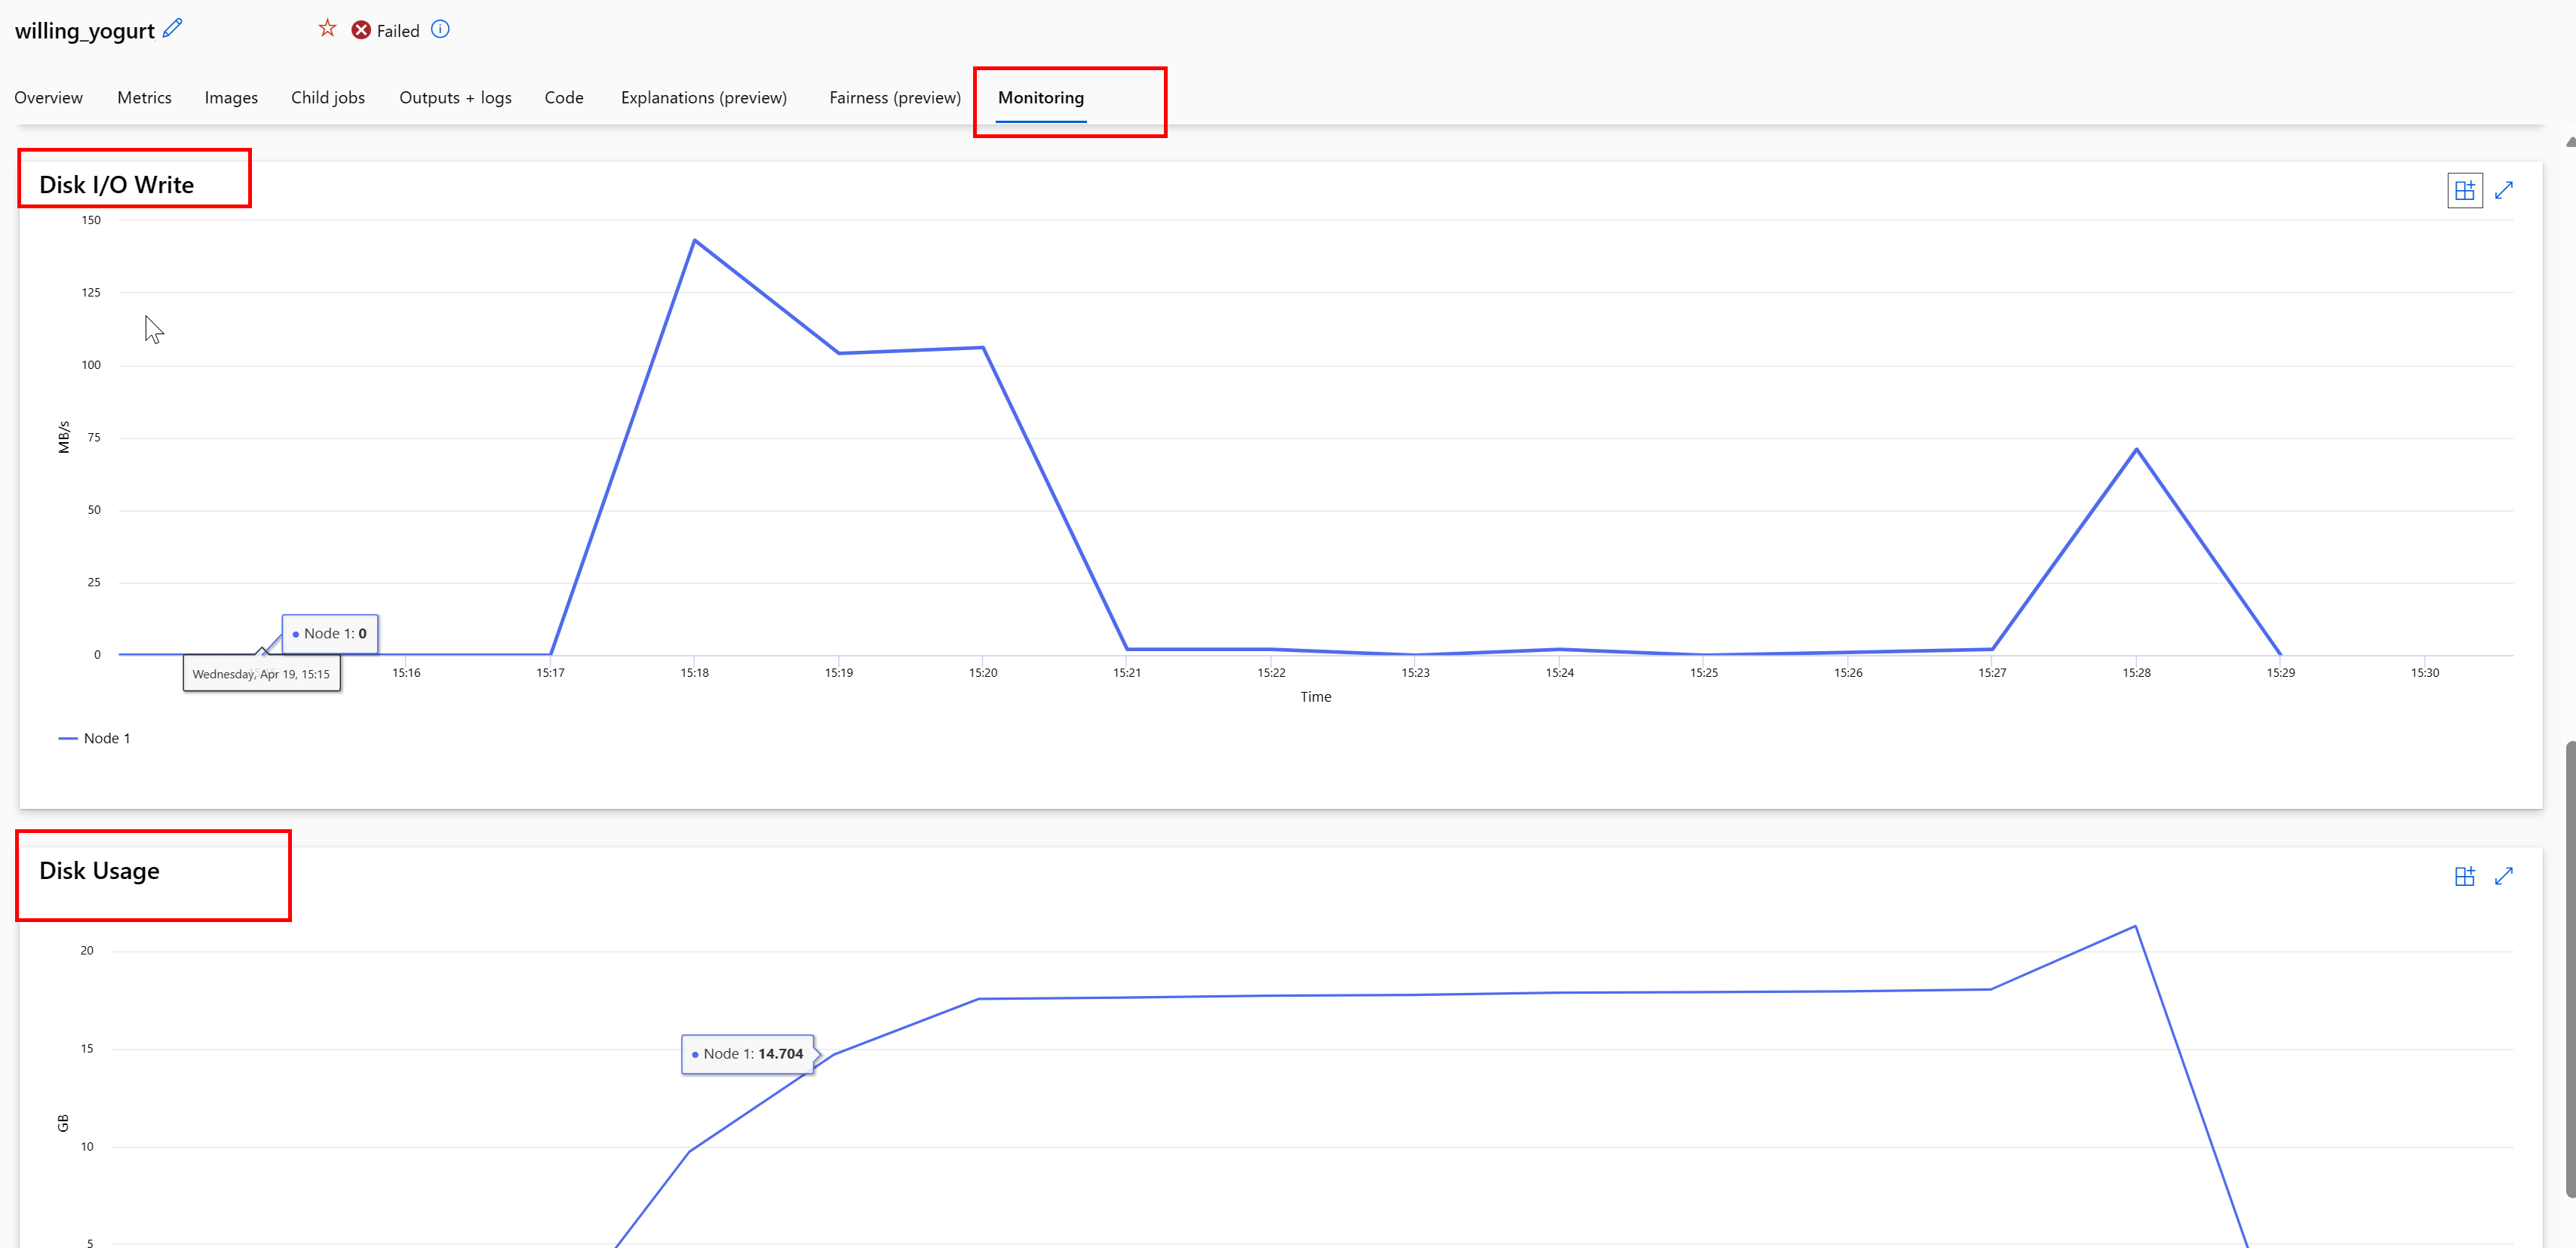 willing_yogurt Failed
Overview Metrics Images Child jobs Outputs + logs Code Explanations (preview) Fairness (preview) Monitoring
Disk I/O Write
150
125
100
MB/s
75
50
25
Node 1: 0
0
Wednesday, Apr 19, 15:15
15:16 15:17 15:18 15:19 15:20 15:21 15:22 15:23 15:24 15:25 15:26 15:27 15:28 15:29 15:30
Time
Node 1
Disk Usage
20
15
Node 1: 14.704
GB
10
5